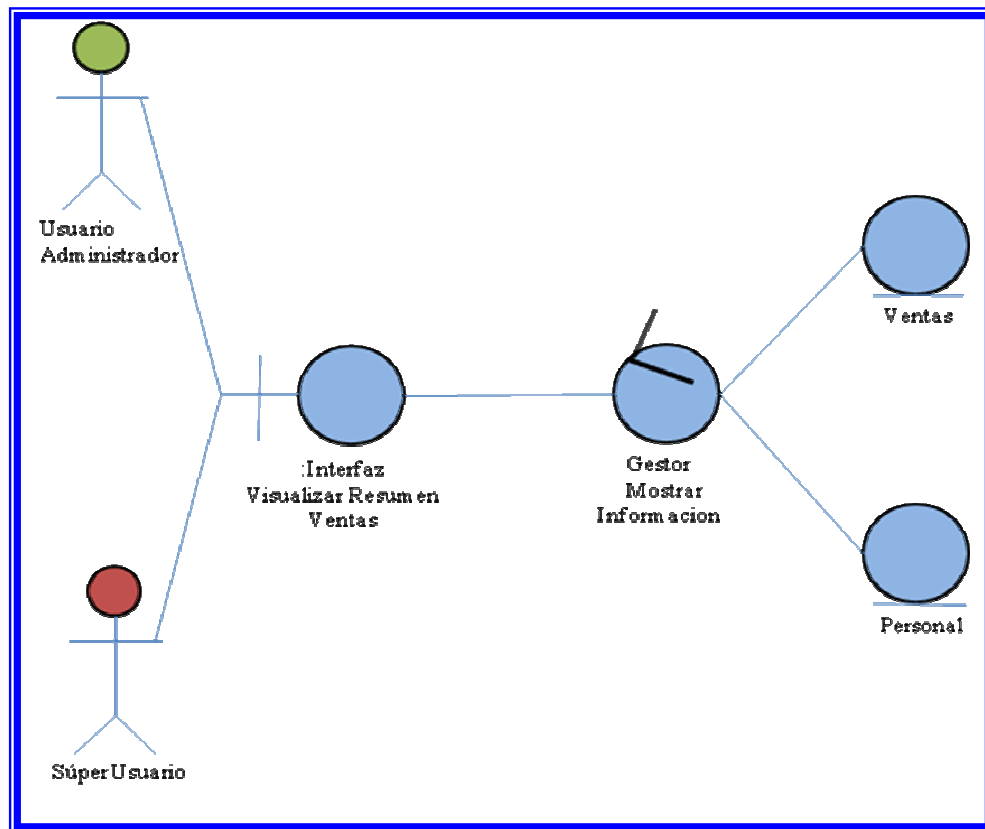 Usuario
Administrador
Ventas
:Interfaz
Visualizar Resumen
Ventas
Gestor
Mostrar
Informacion
Personal
SúperUsuario